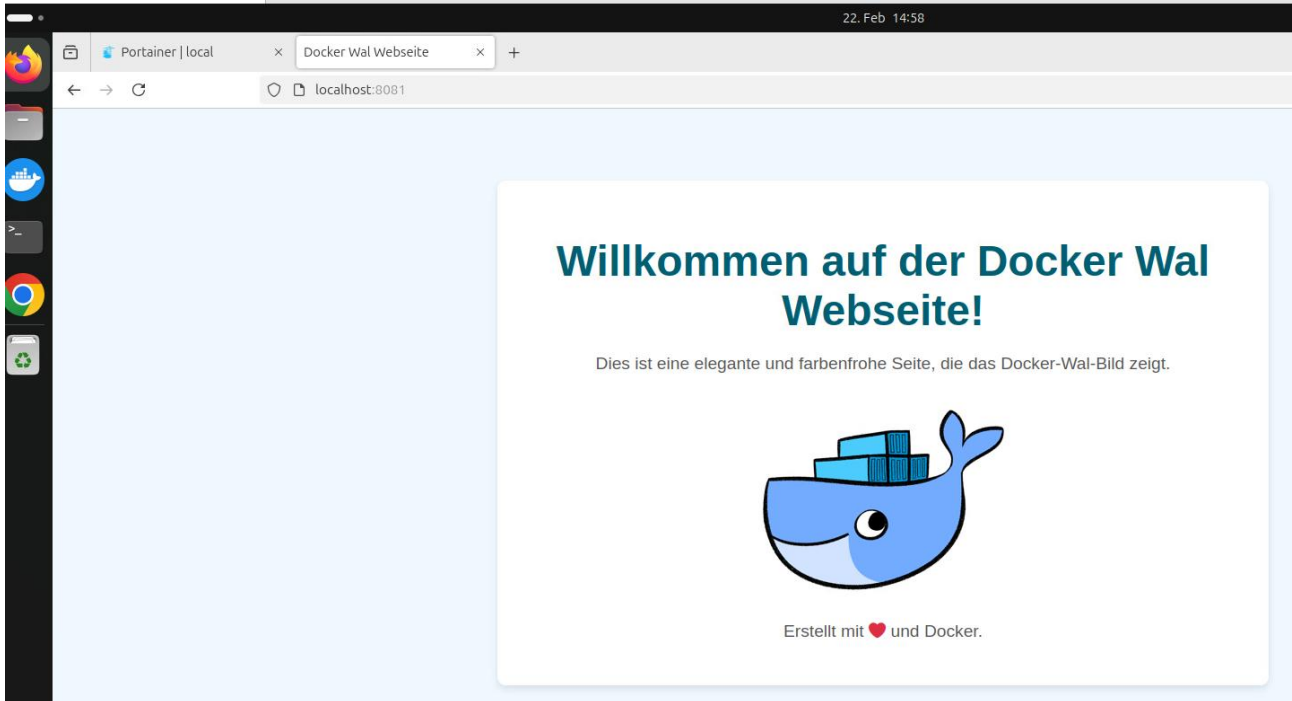 22. Feb 14:58
Portainer | local
Docker Wal Webseite
localhost:8081
>_
Willkommen auf der Docker Wal
Webseite!
Dies ist eine elegante und farbenfrohe Seite, die das Docker-Wal-Bild zeigt.
Erstellt mit ❤️ und Docker.